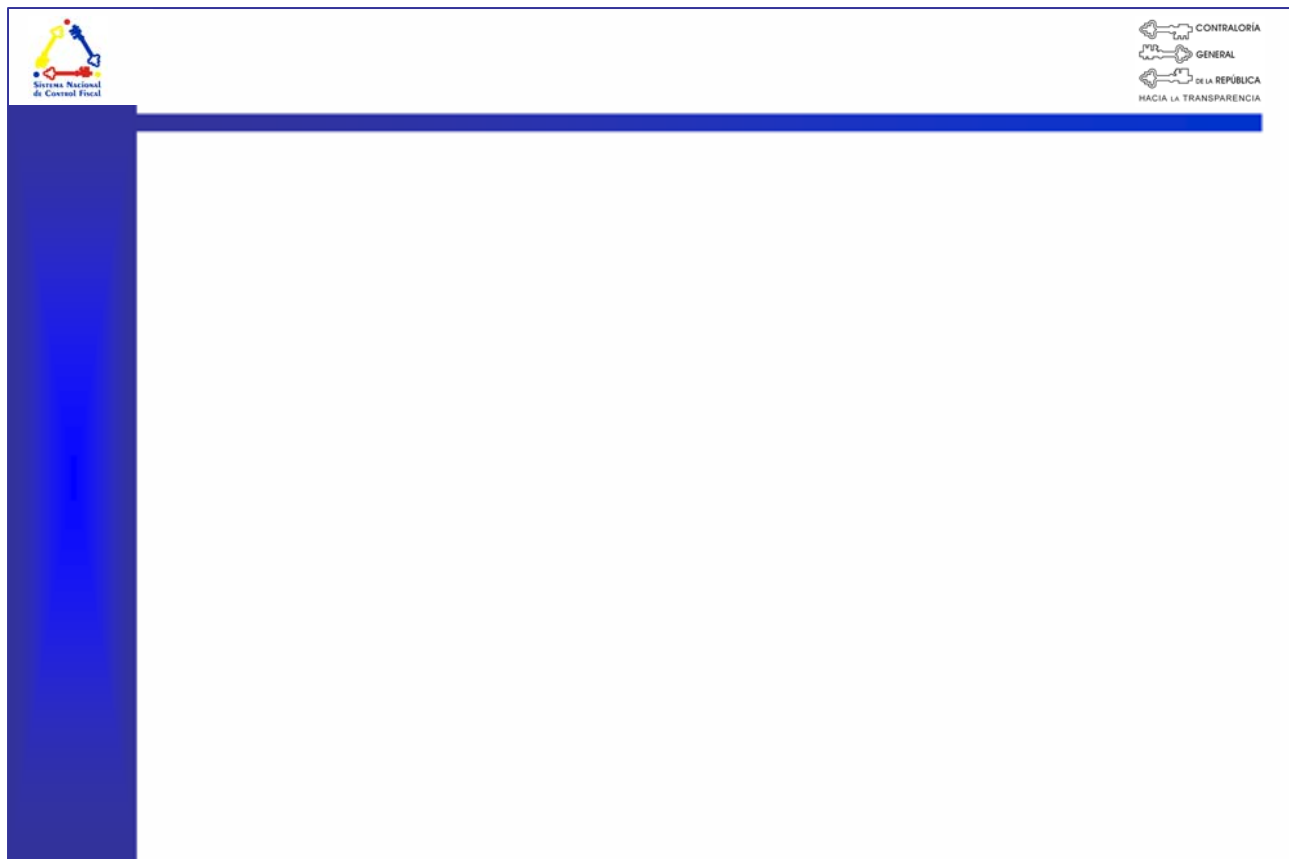 Sistema Nacional
de Control Fiscal
CONTRALORÍA
GENERAL
DE LA REPÚBLICA
HACIA LA TRANSPARENCIA